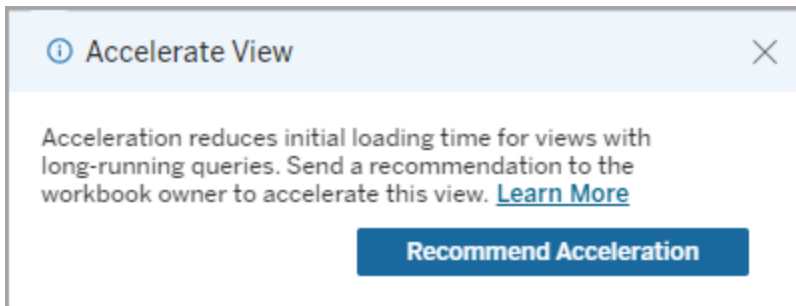 Accelerate View
Acceleration reduces initial loading time for views with
long-running queries. Send a recommendation to the
workbook owner to accelerate this view. Learn More
Recommend Acceleration